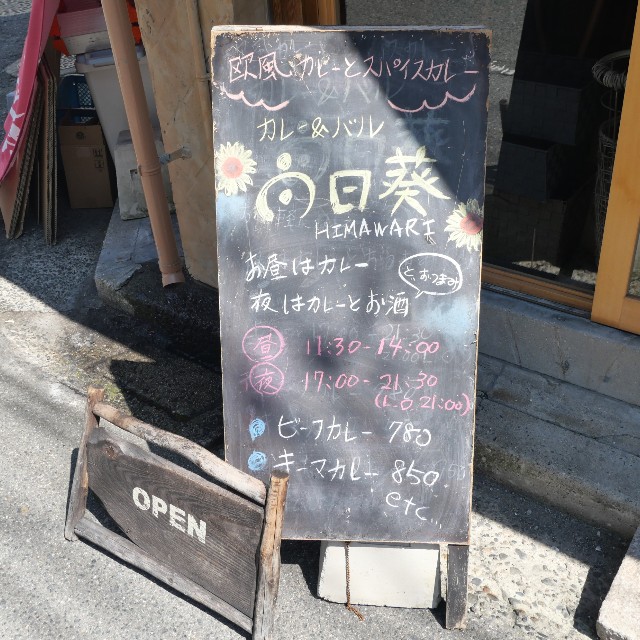 欧風カレーとスパイスカレー
カレー&バル
向日葵
HIMAWARI
お昼はカレー
夜はカレーとお酒
とおつまみ
昼 11:30-14:00
夜 17:00-21:30
(L.O 21:00)
ビーフカレー 780
キーマカレー 850
etc
OPEN